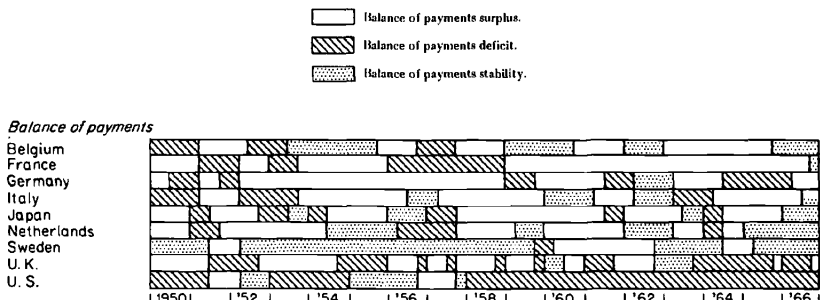 Balance of payments surplus.
Balance of payments deficit.
Balance of payments stability.
Balance of payments
Belgium
France
Germany
Italy
Japan
Netherlands
Sweden
U.K.
U.S.
1950 '52 '54 '56 '58 '60 '62 '64 '66